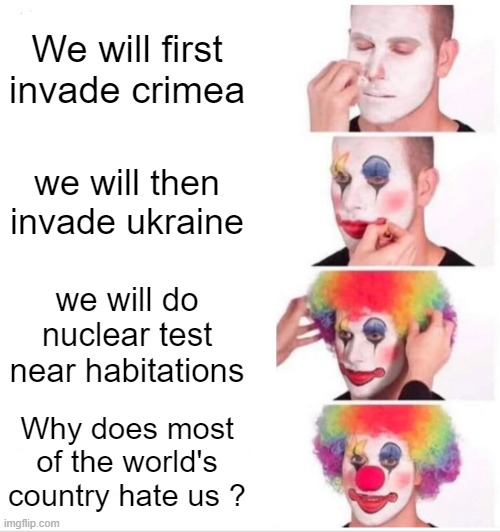 We will first
invade crimea
we will then
invade ukraine
we will do
nuclear test
near habitations
Why does most
of the world's
country hate us ?
imgflip.com